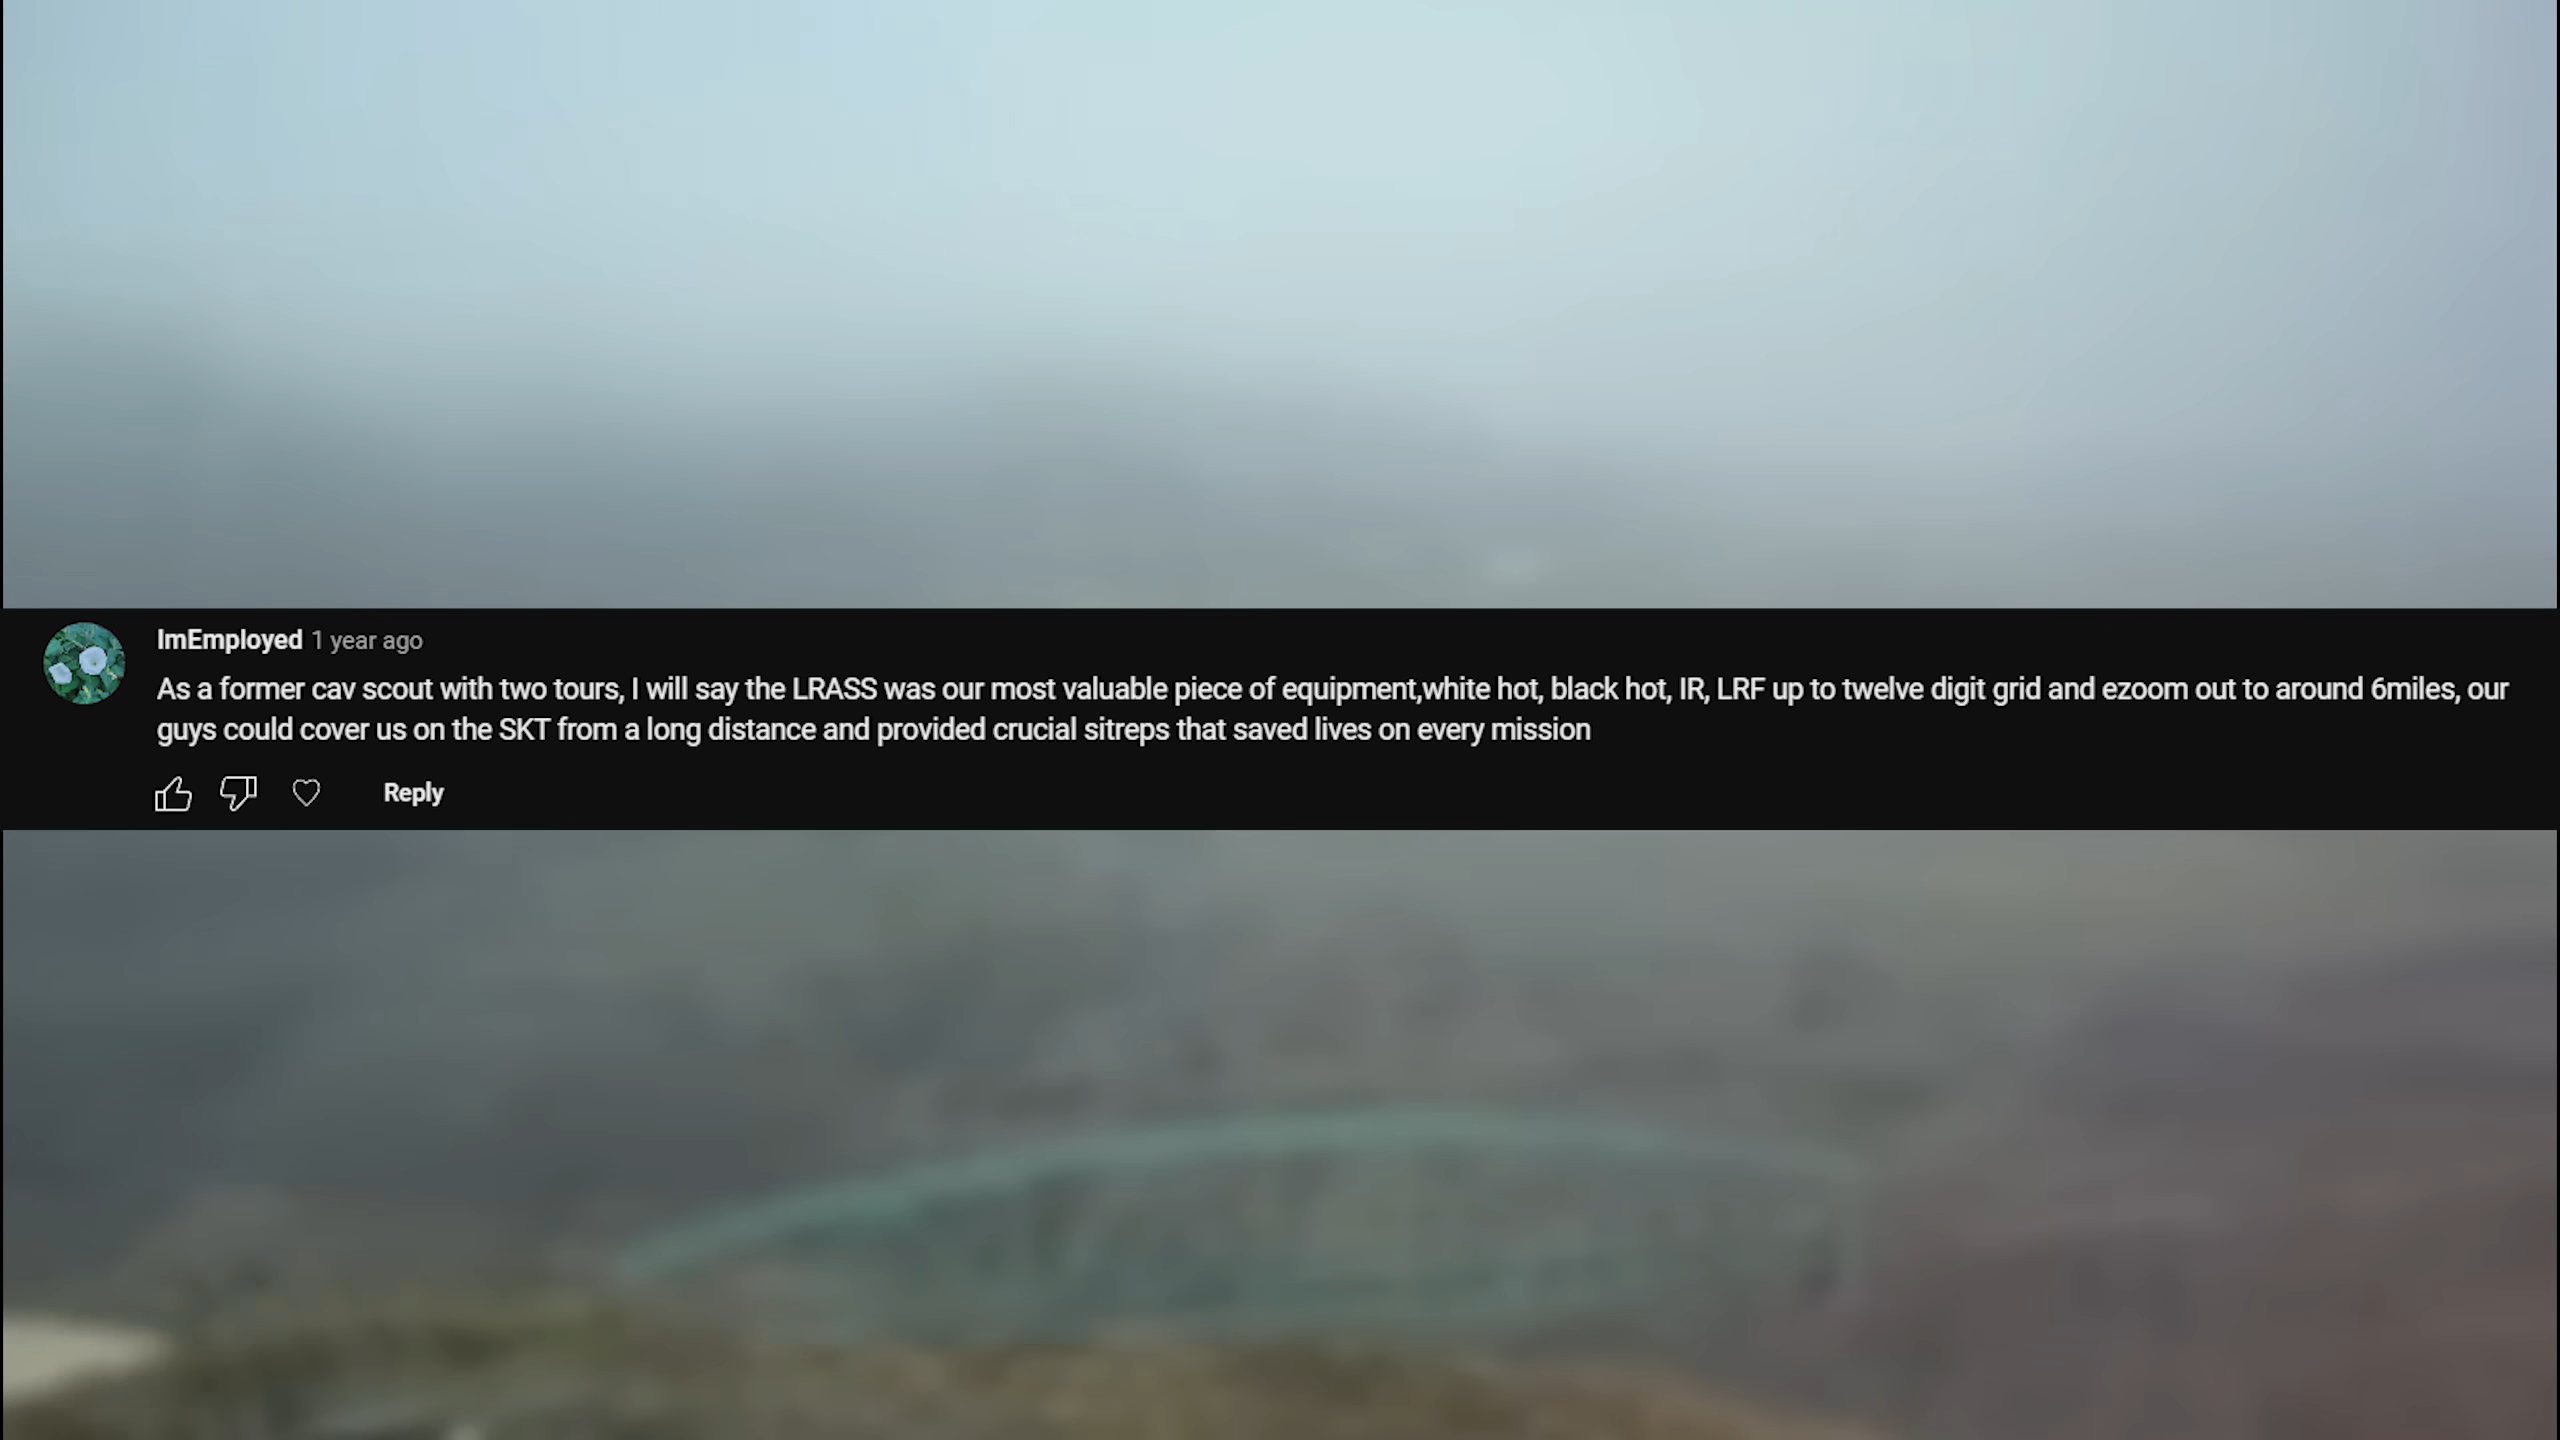 ImEmployed 1 year ago
As a former cav scout with two tours, I will say the LRASS was our most valuable piece of equipment,white hot, black hot, IR, LRF up to twelve digit grid and ezoom out to around 6miles, our
guys could cover us on the SKT from a long distance and provided crucial sitreps that saved lives on every mission
Reply